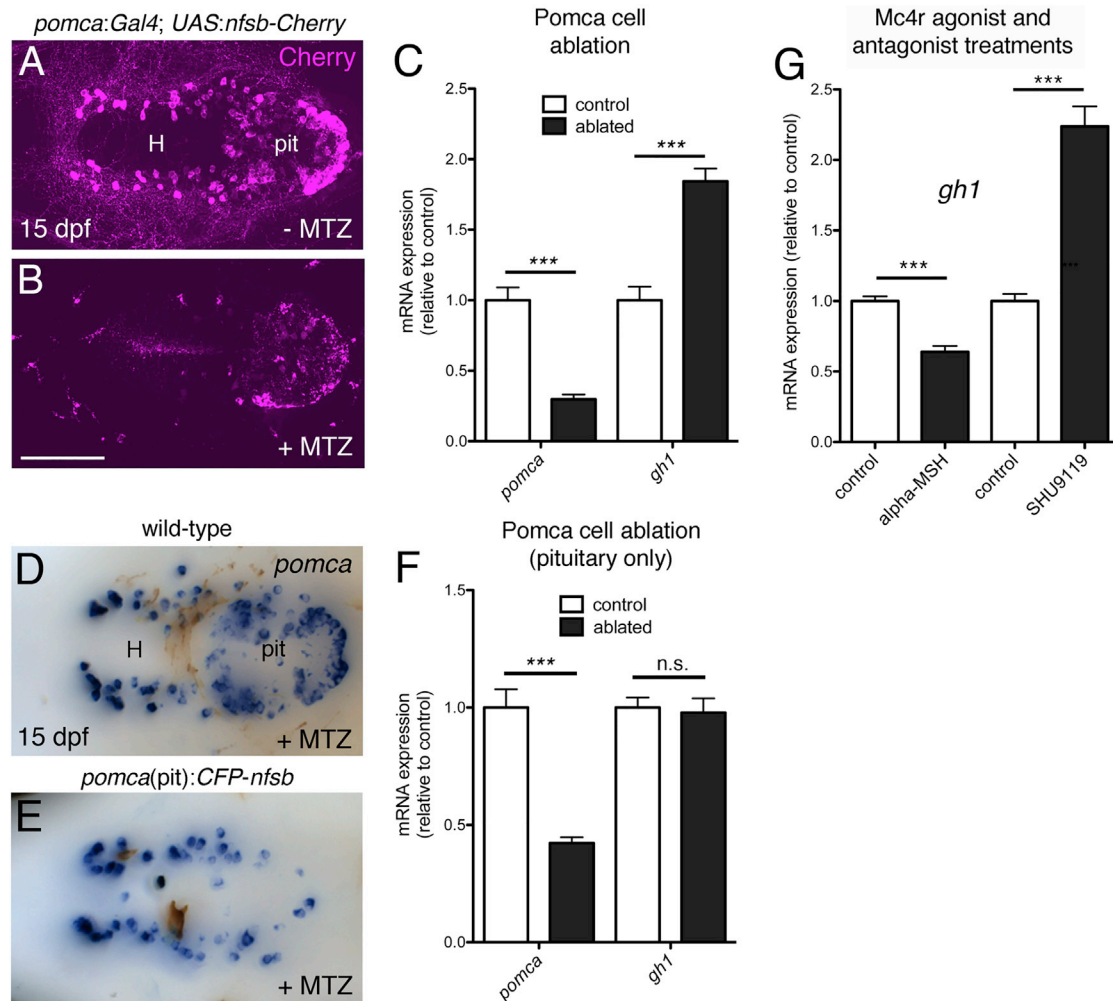 pomca:Gal4; UAS:nfsb-Cherry
A
Cherry
H
pit
15 dpf
- MTZ
B
+ MTZ
C
Pomca cell
ablation
control
ablated
mRNA expression
(relative to control)
2.5
2.0
1.5
1.0
0.5
0.0
***
***
pomca
gh1
G
Mc4r agonist and
antagonist treatments
mRNA expression (relative to control)
2.5
2.0
1.5
1.0
0.5
0.0
***
***
***
gh1
control
alpha-MSH
control
SHU9119
wild-type
D
pomca
H
pit
15 dpf
+ MTZ
pomca(pit):CFP-nfsb
E
+ MTZ
F
Pomca cell ablation
(pituitary only)
control
ablated
mRNA expression
(relative to control)
1.5
1.0
0.5
0.0
***
n.s.
pomca
gh1